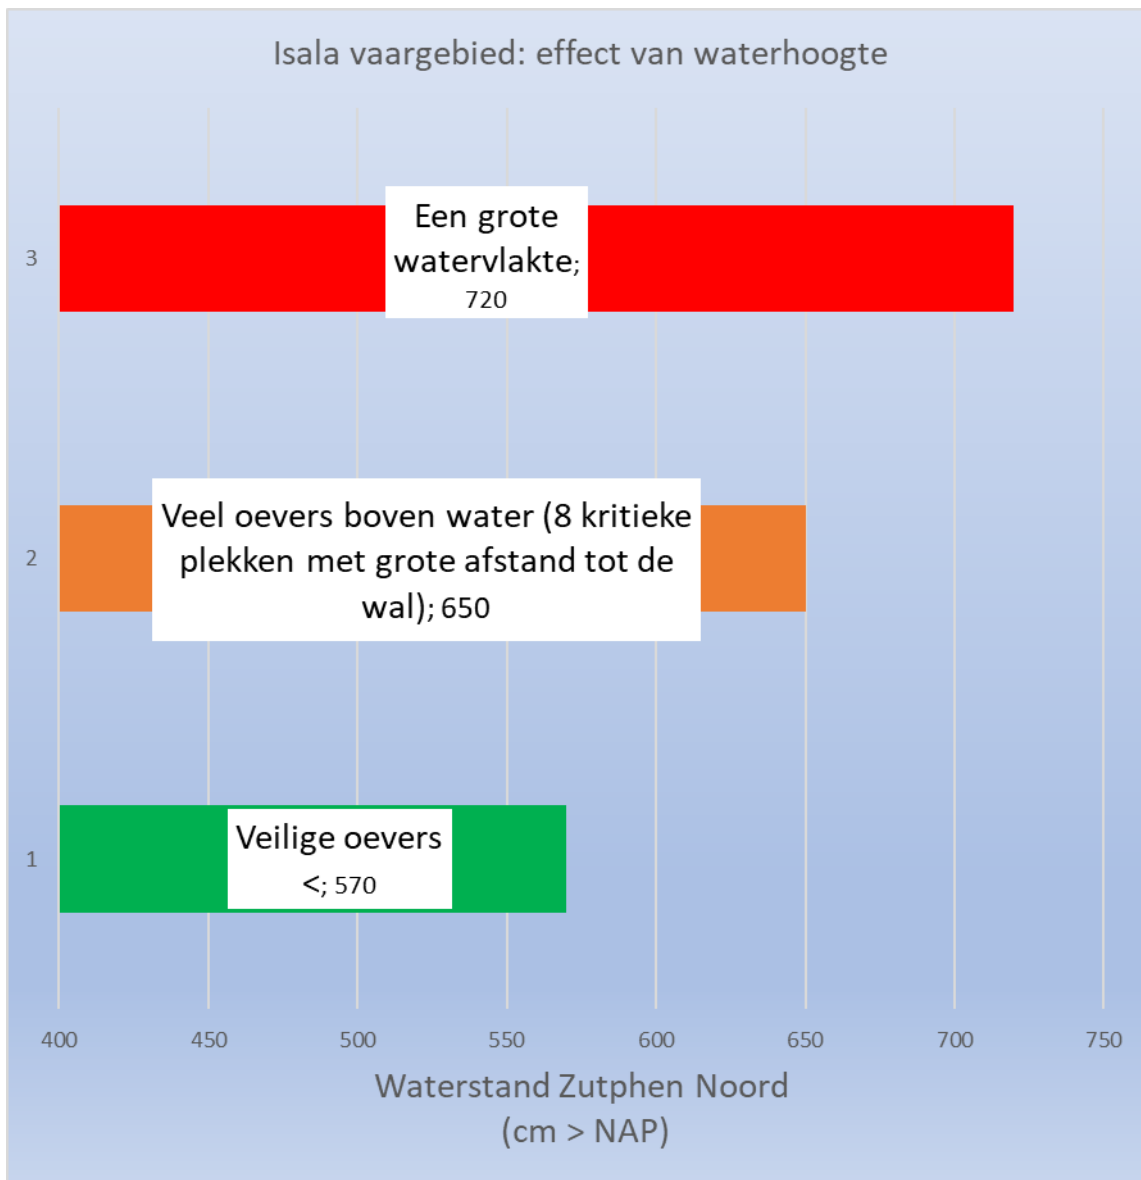 Isala vaargebied: effect van waterhoogte
3
Een grote
watervlakte;
720
2
Veel oevers boven water (8 kritieke
plekken met grote afstand tot de
wal); 650
1
Veilige oevers
<; 570
400 450 500 550 600 650 700 750
Waterstand Zutphen Noord
(cm > NAP)